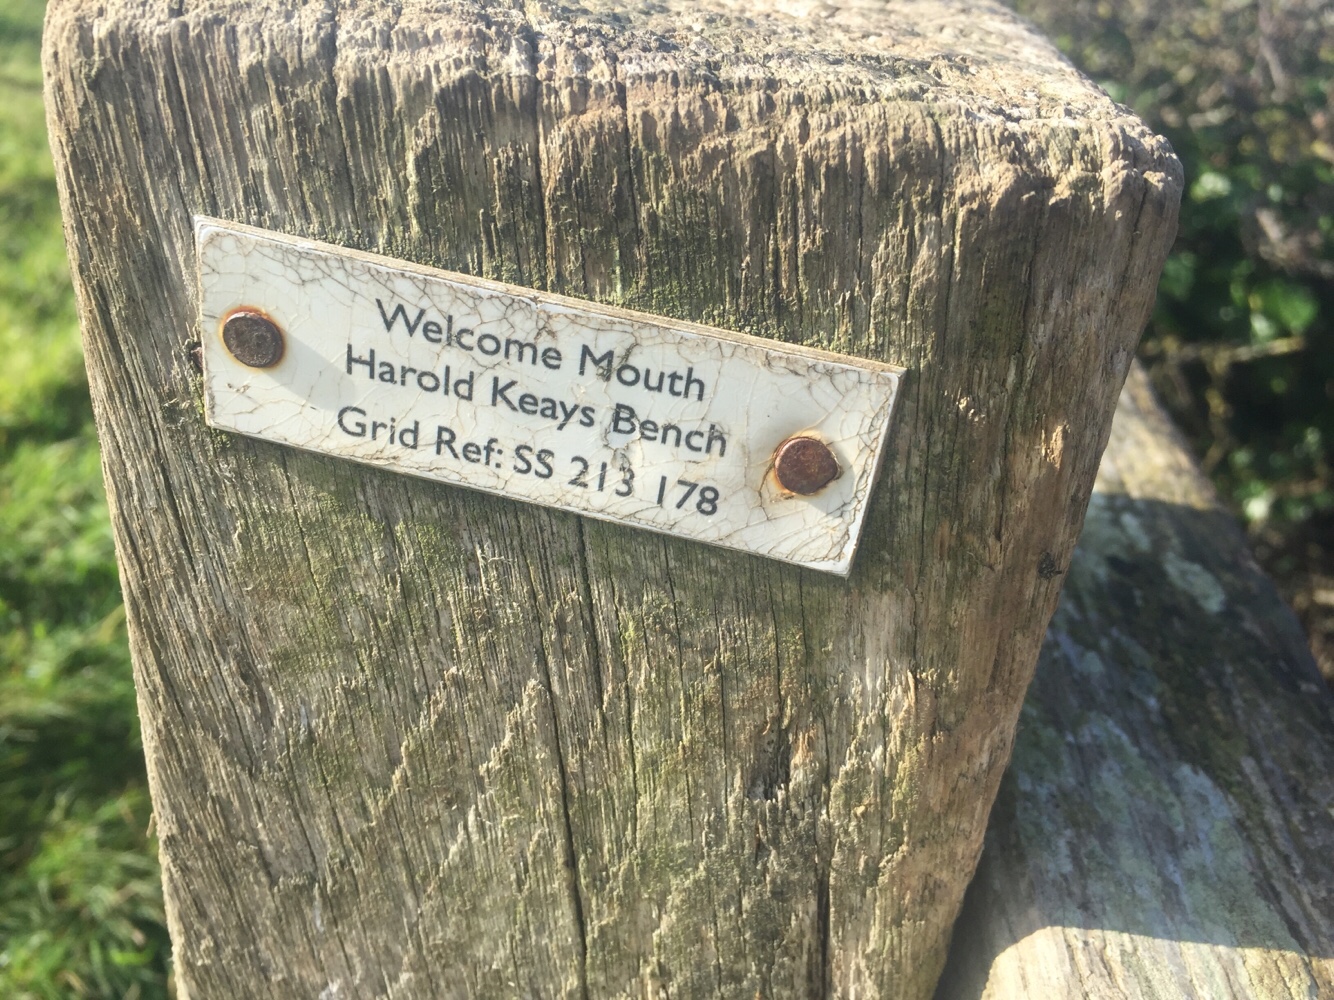 Welcome Mouth
Harold Keays Bench
Grid Ref: SS 213 178